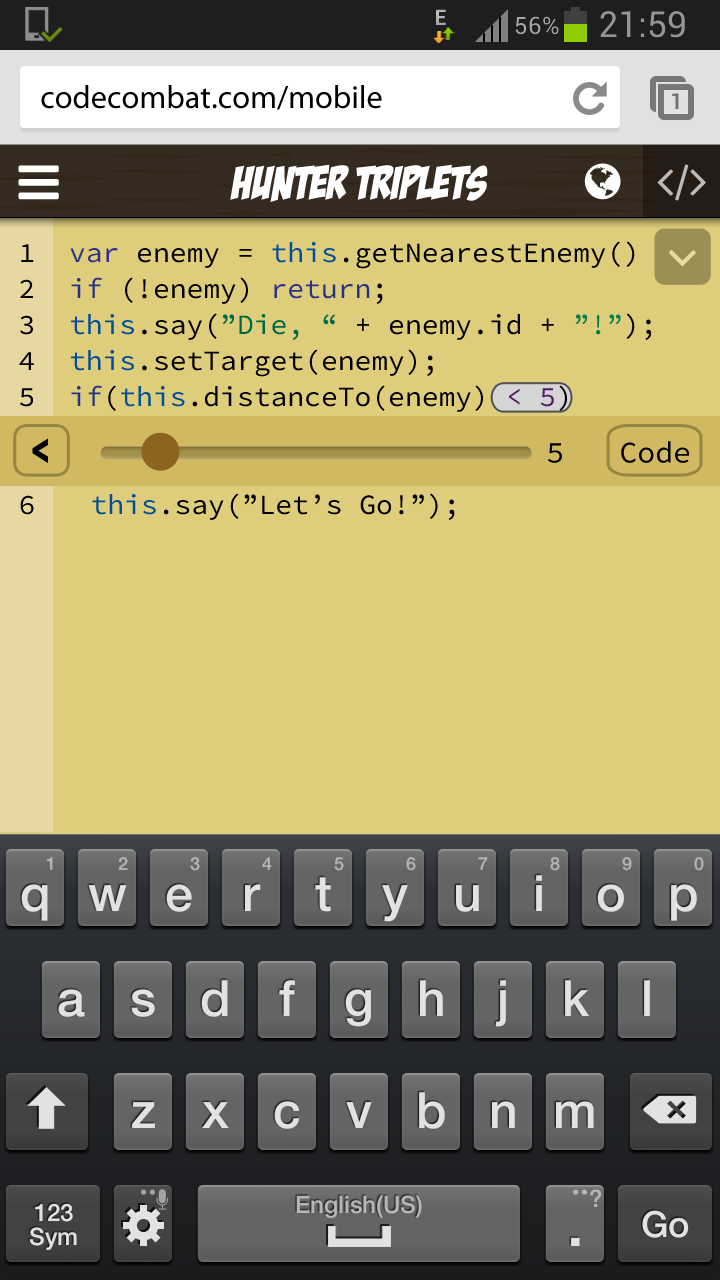 E 56% 21:59
codecombat.com/mobile 1
HUNTER TRIPLETS </>
1 var enemy = this.getNearestEnemy()
2 if (!enemy) return;
3 this.say(”Die, “ + enemy.id + ”!”);
4 this.setTarget(enemy);
5 if(this.distanceTo(enemy)(< 5)
< 5 Code
6 this.say(”Let’s Go!”);
1 2 3 4 5 6 7 8 9 0
q w e r t y u i o p
a s d f g h j k l
z x c v b n m
123 Sym English(US) ..? . Go